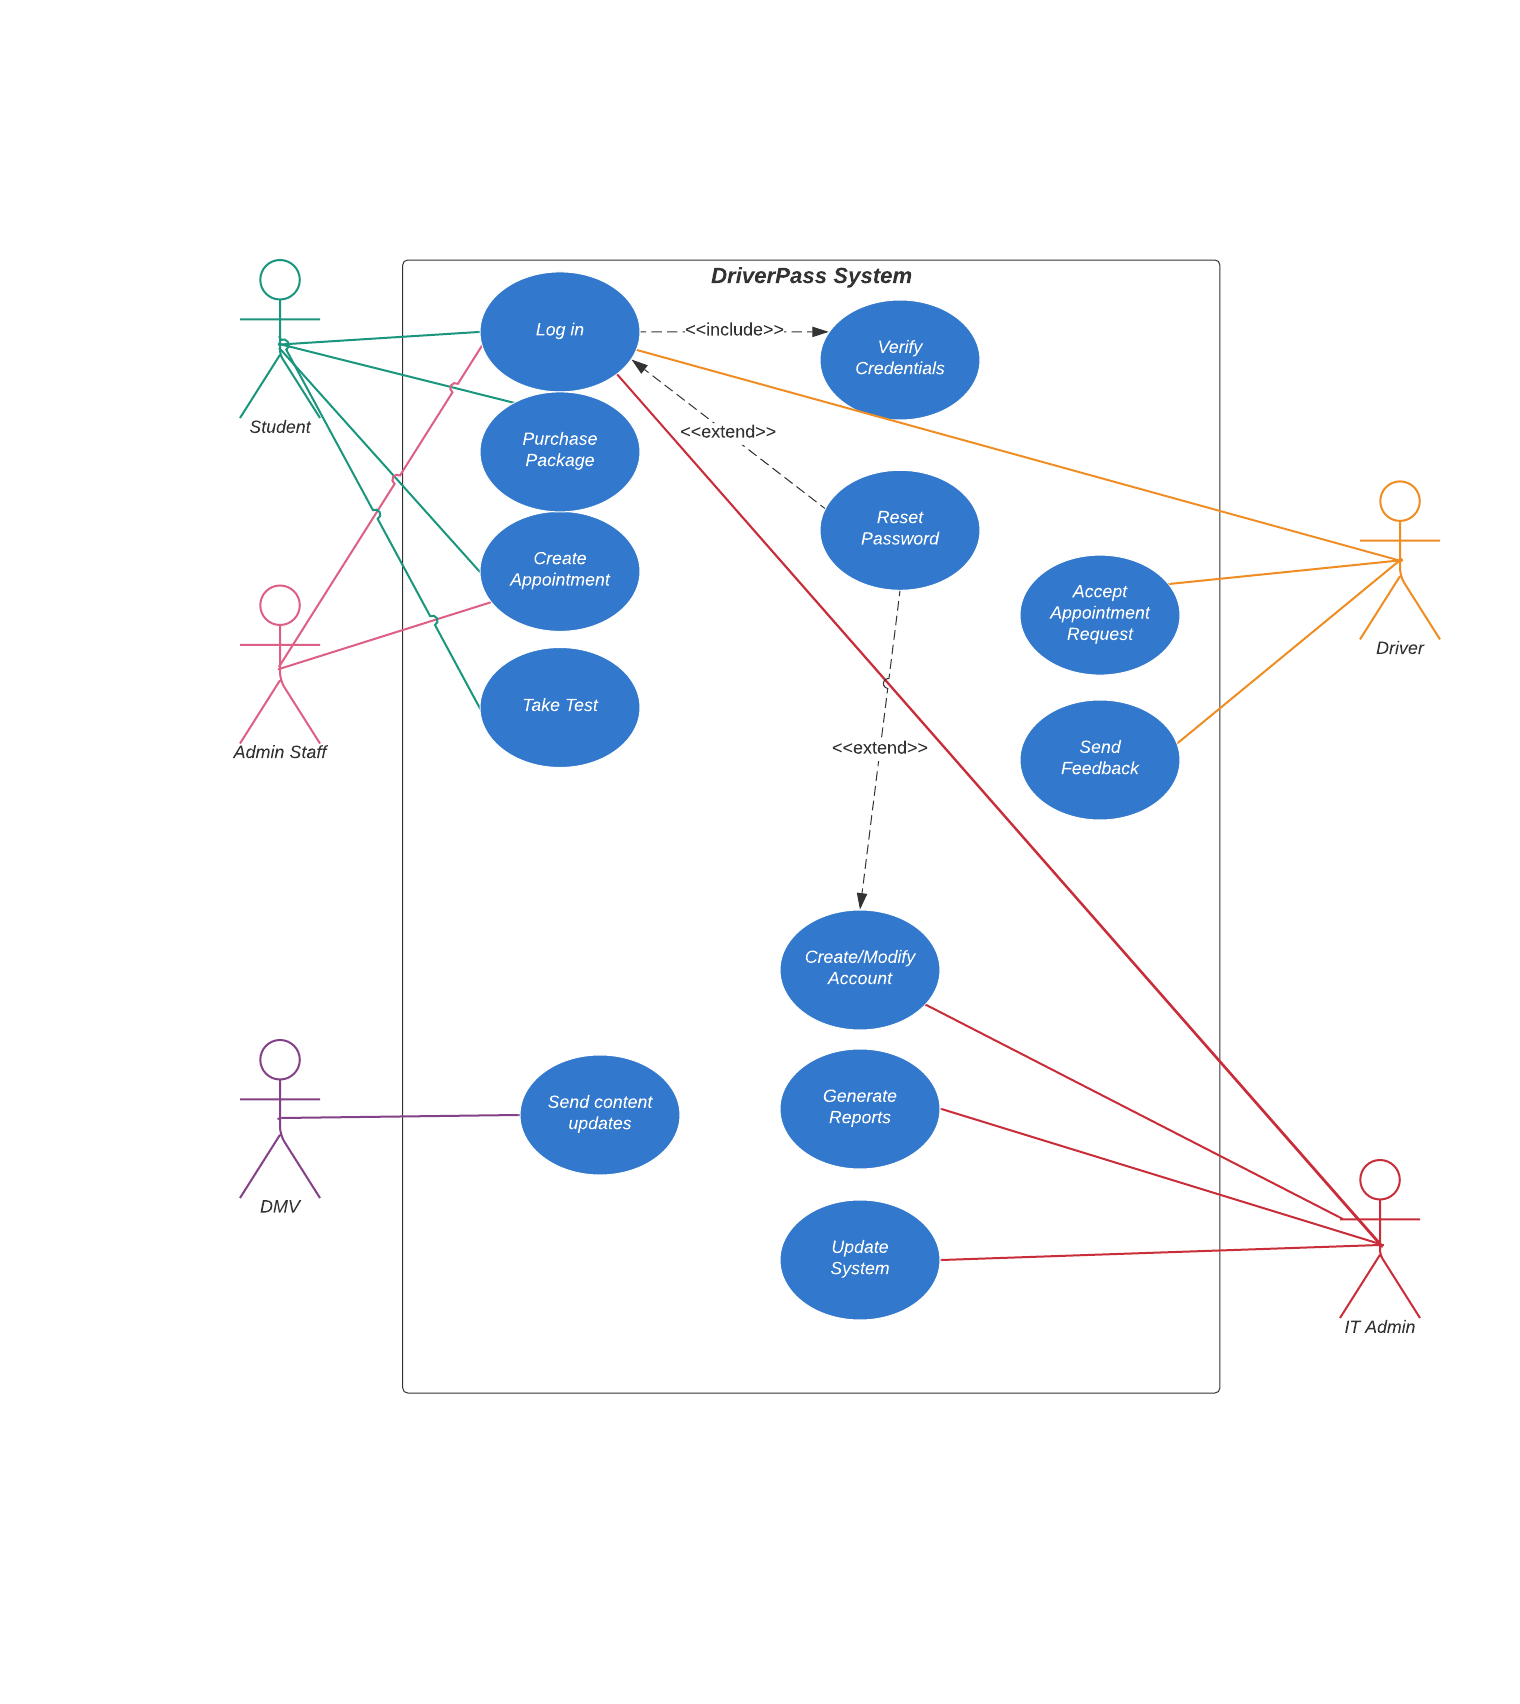 DriverPass System
Log in
<<include>>
Verify
Credentials
Student
<<extend>>
Purchase
Package
Reset
Password
Create
Appointment
Accept
Appointment
Request
Driver
Take Test
Admin Staff
<<extend>>
Send
Feedback
Create/Modify
Account
Send content
updates
Generate
Reports
DMV
Update
System
IT Admin